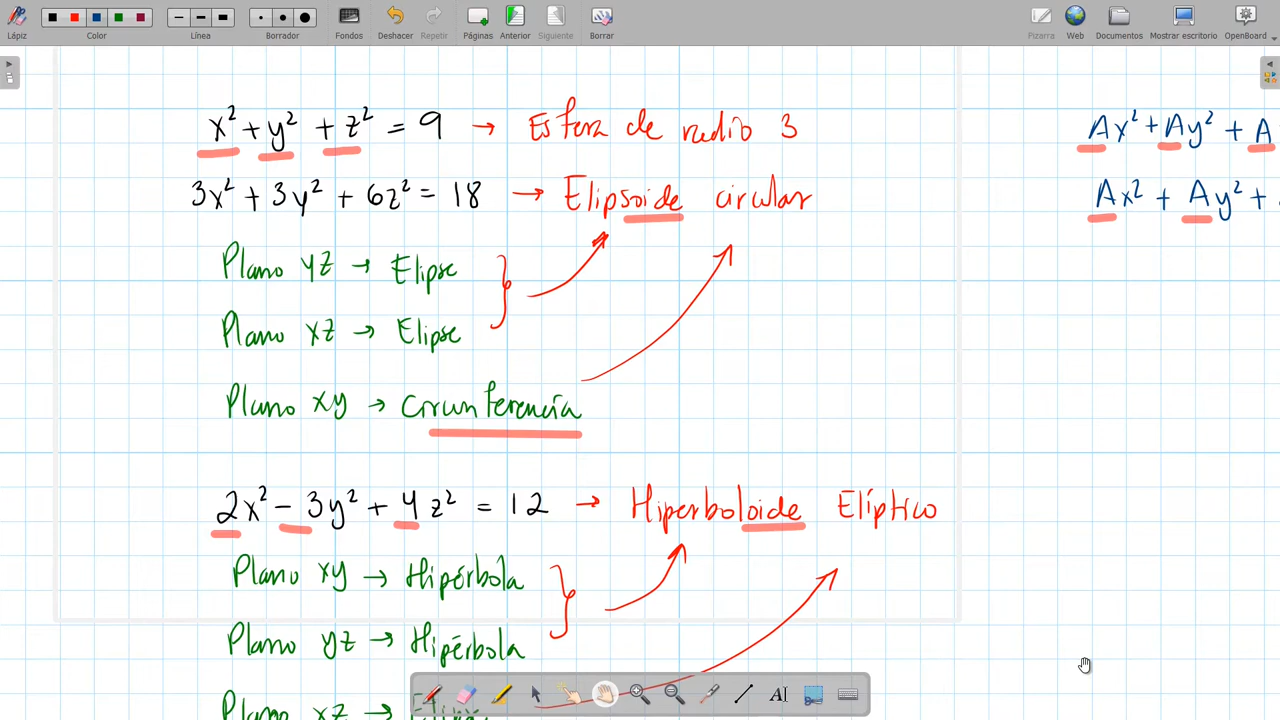 Lápiz Color Línea Borrador Fondos Deshacer Repetir Páginas Anterior Siguiente Borrar Pizarra Web Documentos Mostrar escritorio OpenBoard
x² + y² + z² = 9 → Esfera de radio 3
Ax² + Ay² + A
3x² + 3y² + 6z² = 18 → Elipsoide circular
Ax² + Ay² +
Plano yz → Elipse
Plano xz → Elipse
Plano xy → Circunferencia
2x² - 3y² + 4z² = 12 → Hiperboloide Elíptico
Plano xy → Hipérbola
Plano yz → Hipérbola
Plano xz →